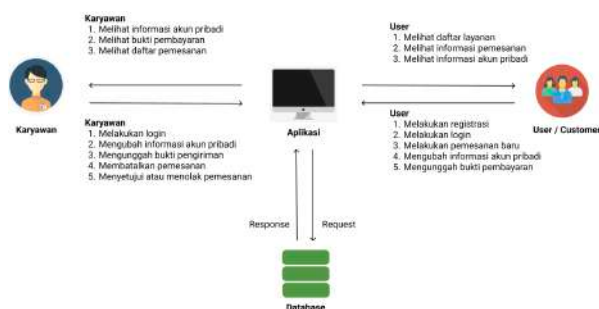 Karyawan
1. Melihat informasi akun pribadi
2. Melihat bukti pembayaran
3. Melihat daftar pemesanan
User
1. Melihat daftar layanan
2. Melihat informasi pemesanan
3. Melihat informasi akun pribadi
Karyawan
Aplikasi
User / Customer
Karyawan
1. Melakukan login
2. Mengubah informasi akun pribadi
3. Mengunggah bukti pengiriman
4. Membatalkan pemesanan
5. Menyetujui atau menolak pemesanan
User
1. Melakukan registrasi
2. Melakukan login
3. Melakukan pemesanan baru
4. Mengubah informasi akun pribadi
5. Mengunggah bukti pembayaran
Response
Request
Database